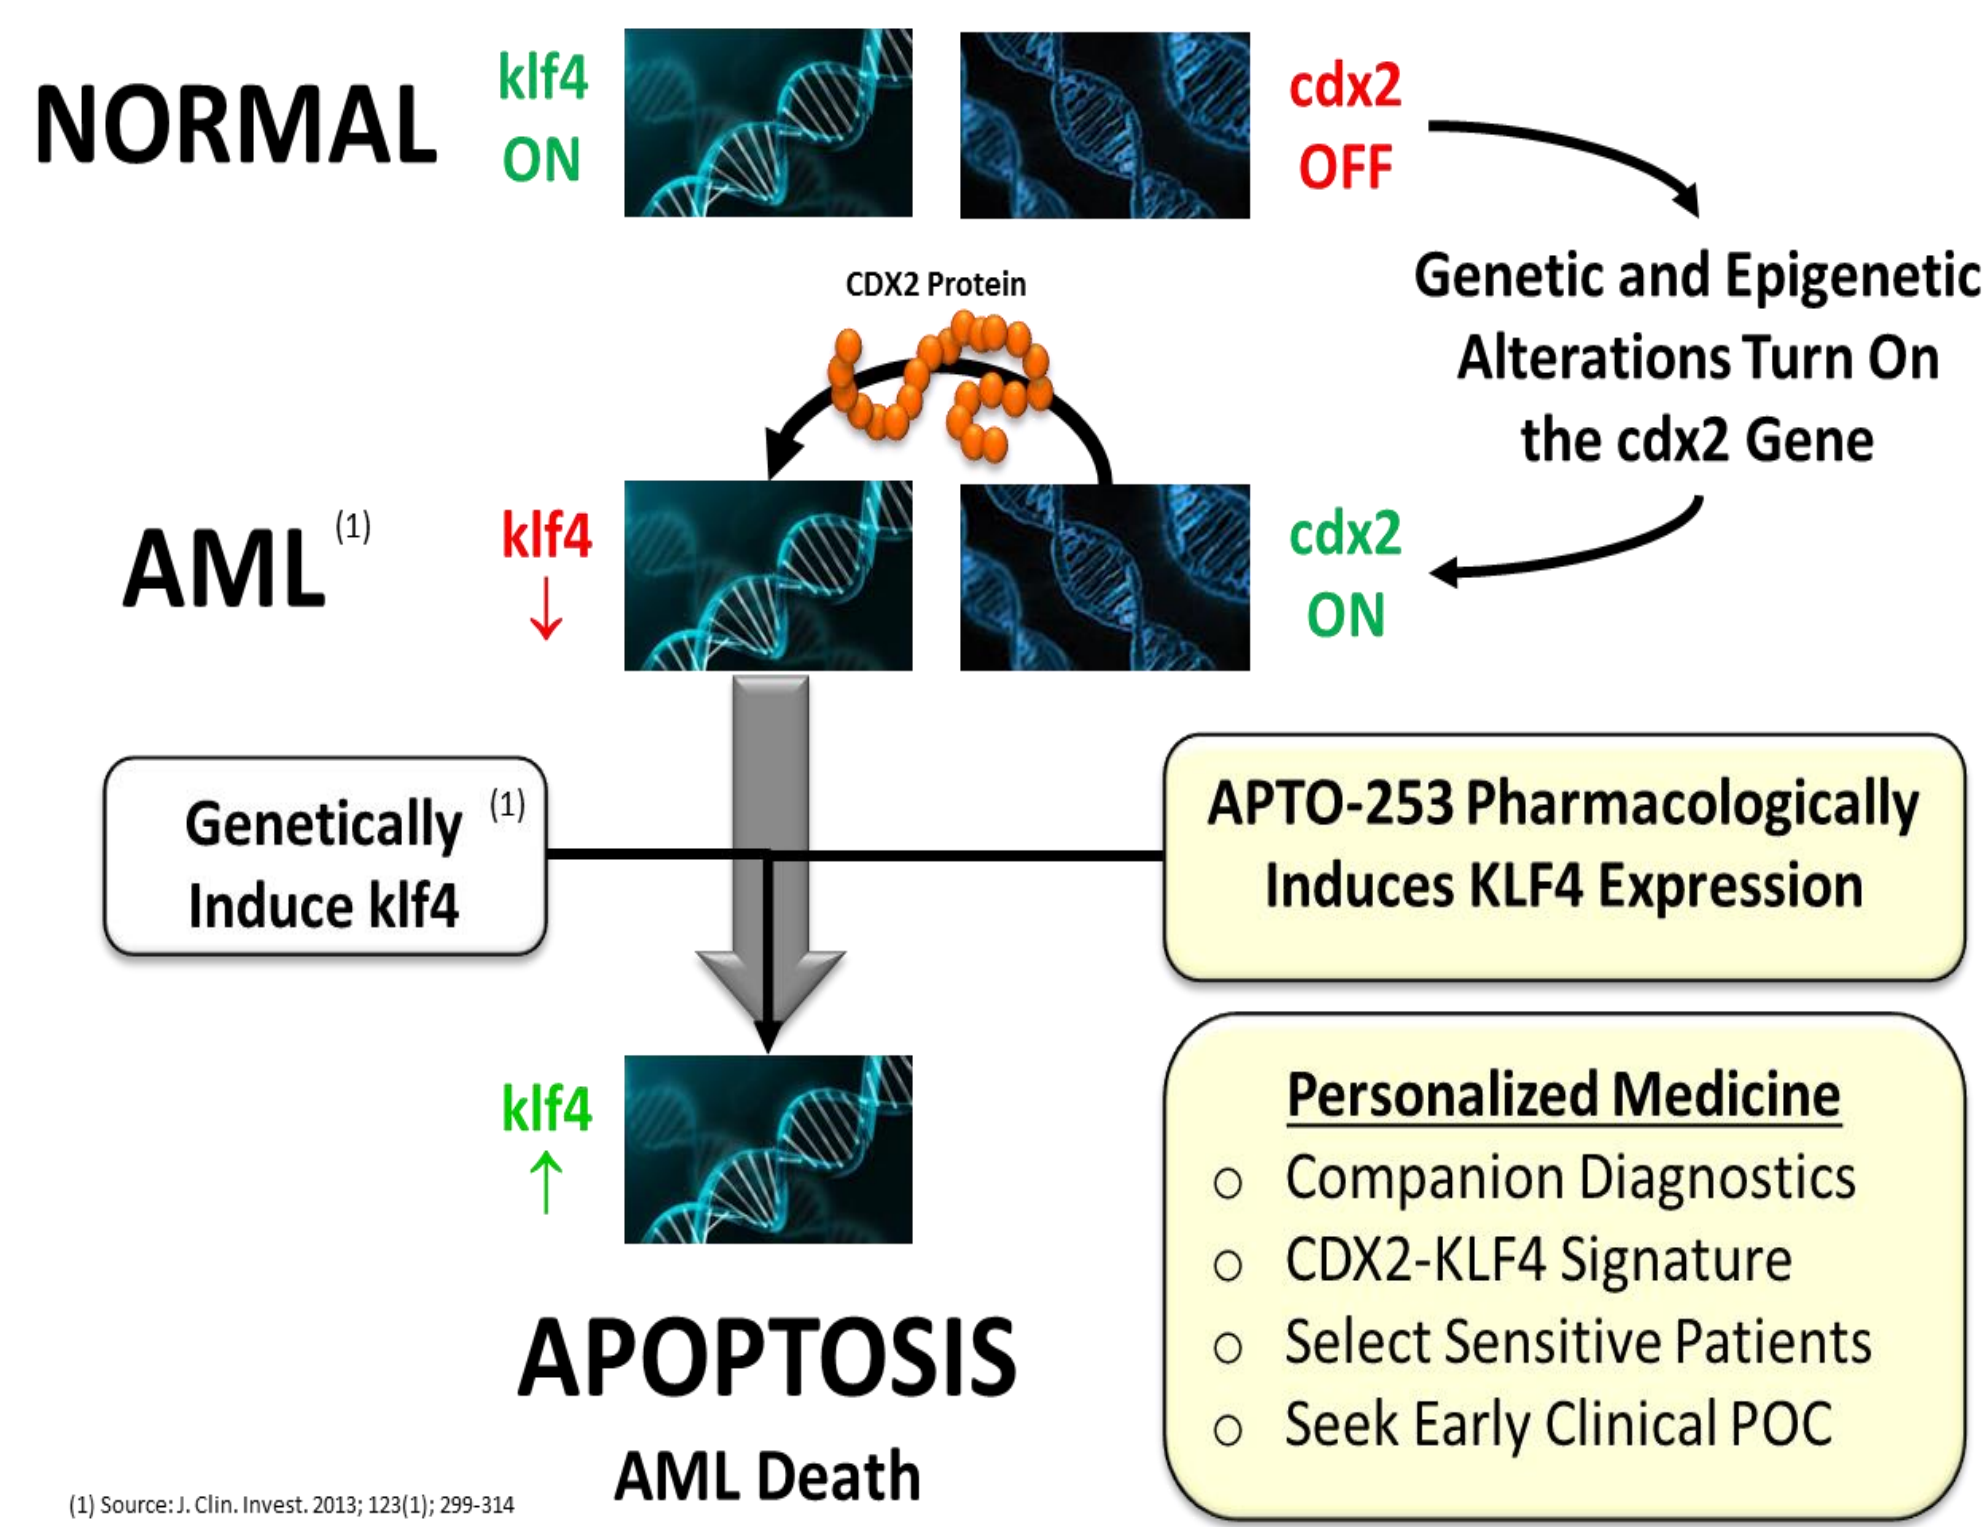 NORMAL
klf4
ON
cdx2
OFF
Genetic and Epigenetic
Alterations Turn On
the cdx2 Gene
CDX2 Protein
AML (1)
klf4
↓
cdx2
ON
Genetically (1)
Induce klf4
APTO-253 Pharmacologically
Induces KLF4 Expression
klf4
↑
APOPTOSIS
AML Death
Personalized Medicine
○ Companion Diagnostics
○ CDX2-KLF4 Signature
○ Select Sensitive Patients
○ Seek Early Clinical POC
(1) Source: J. Clin. Invest. 2013; 123(1); 299-314